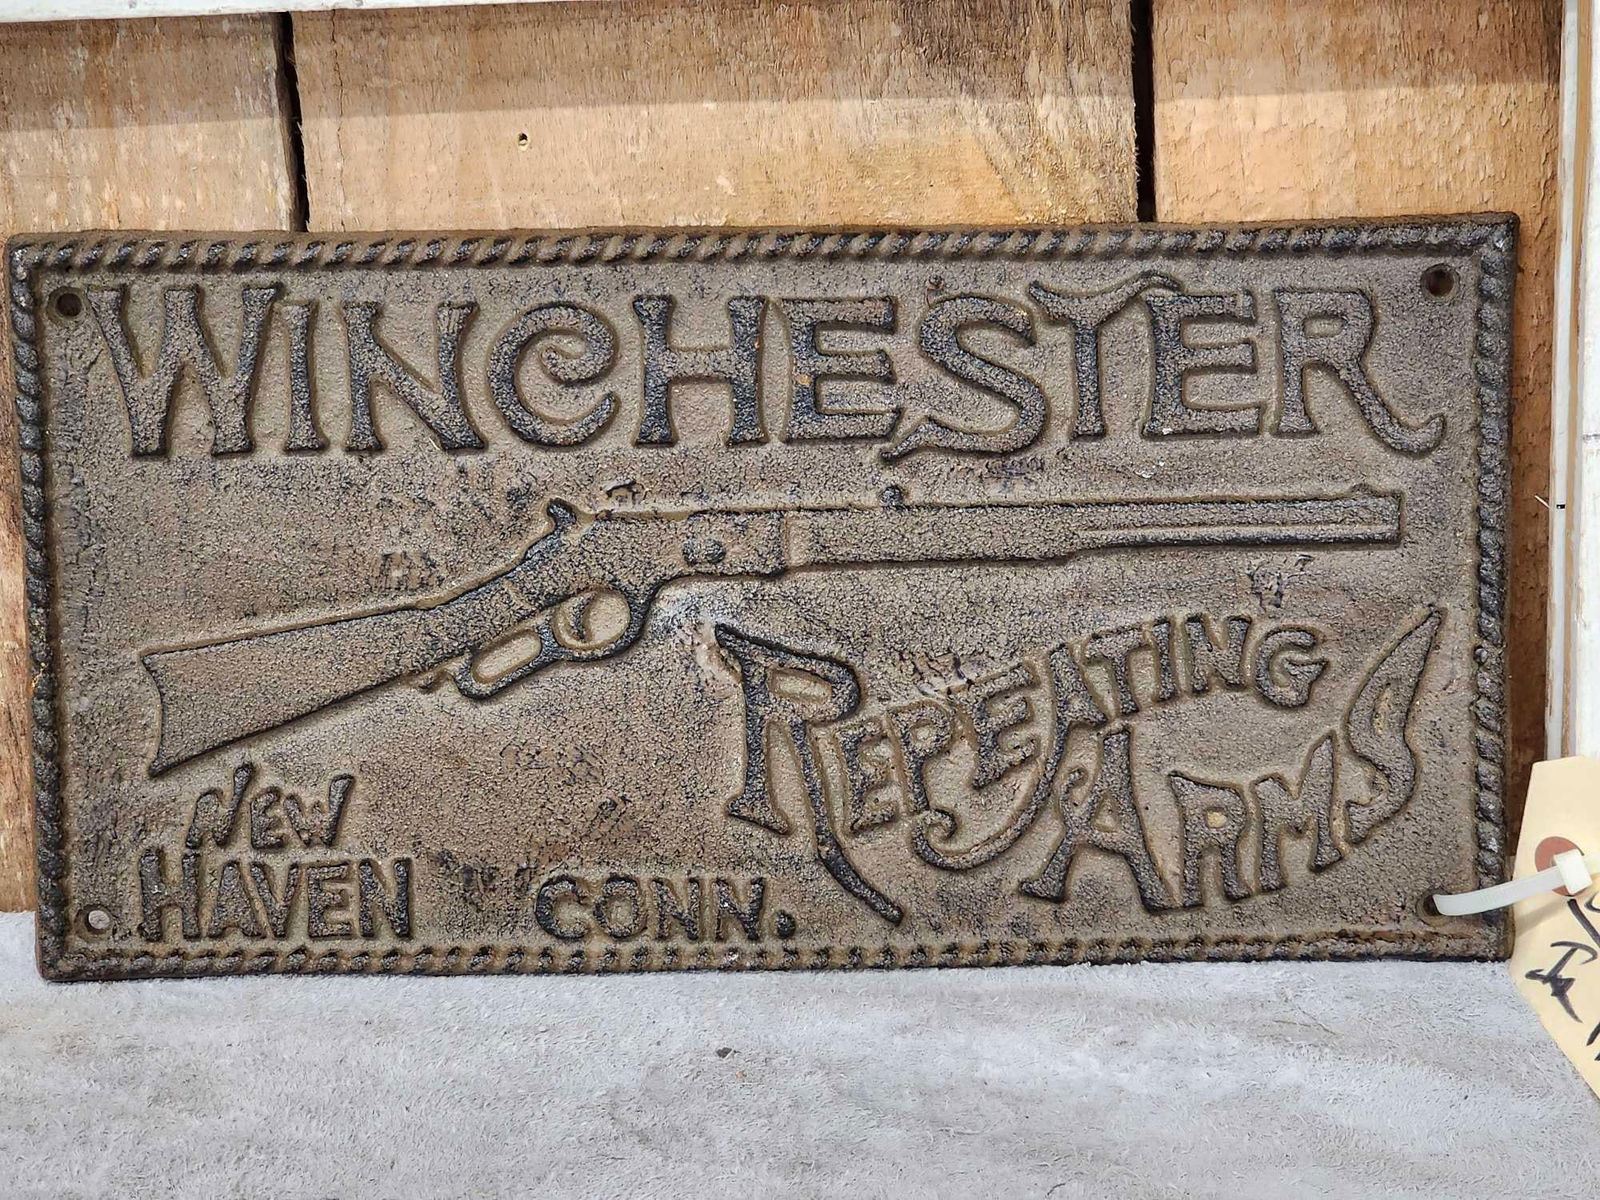 WINCHESTER
REPEATING
ARMS
NEW
HAVEN CONN.